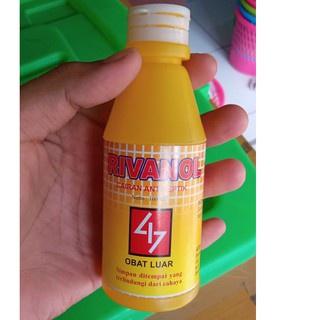 RIVANOL
CAIRAN ANTISEPTIK
47
OBAT LUAR
Simpan ditempat yang
terlindungi dari cahaya